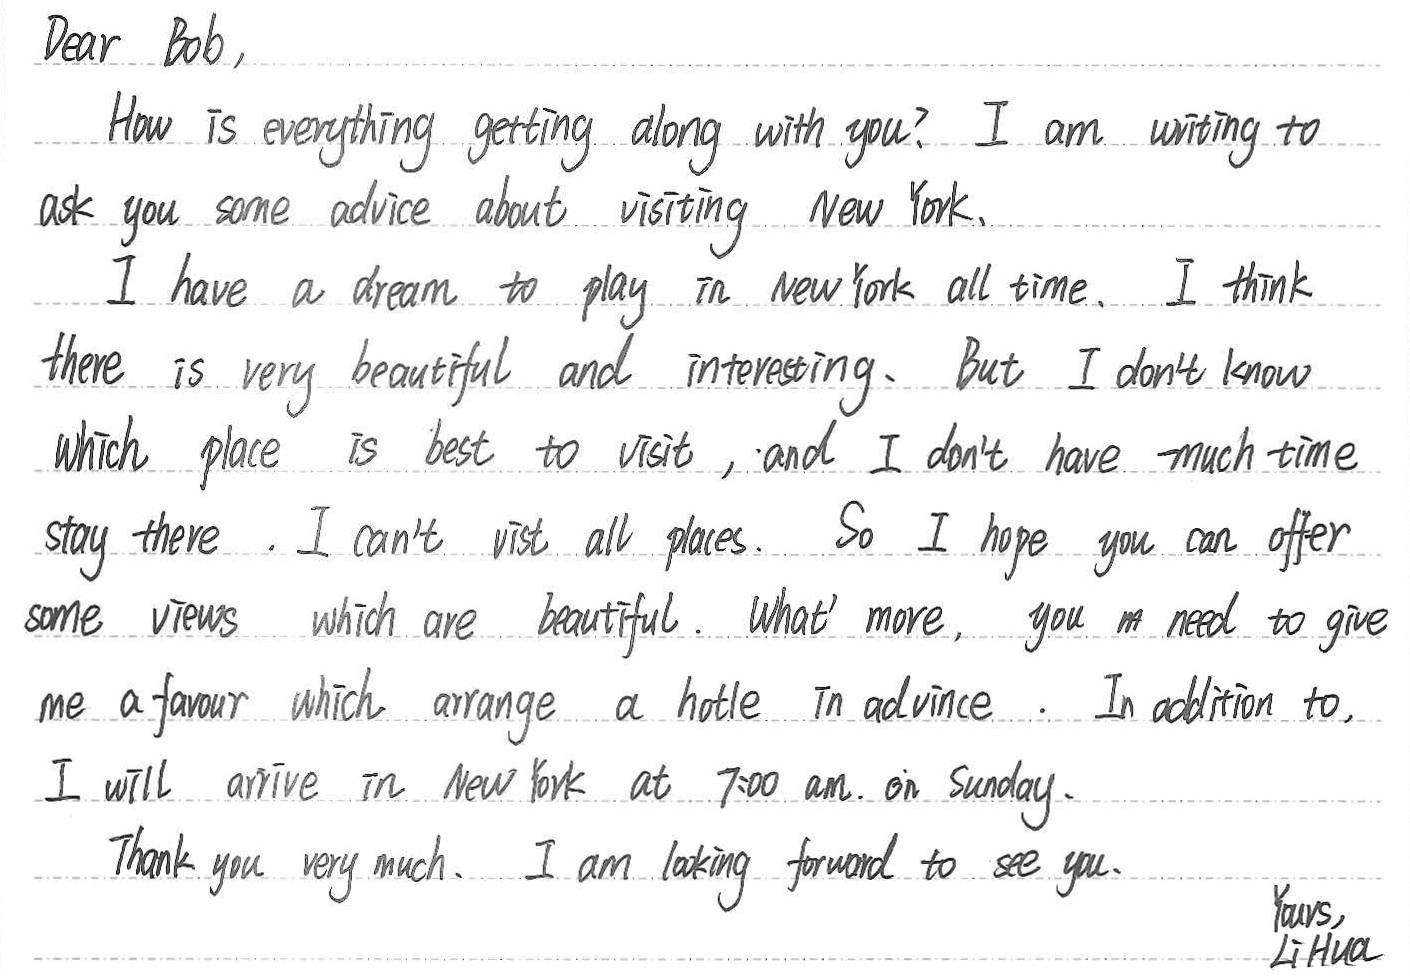 Dear Bob,
How is everything getting along with you? I am writing to
ask you some advice about visiting New York.
I have a dream to play in New York all time. I think
there is very beautiful and interesting. But I don't know
which place is best to visit, and I don't have much time
stay there. I can't vist all places. So I hope you can offer
some views which are beautiful. What' more, you need to give
me a favour which arrange a hotle in advince. In addition to,
I will arrive in New York at 7:00 am. on Sunday.
Thank you very much. I am looking forward to see you.
Yours,
Li Hua